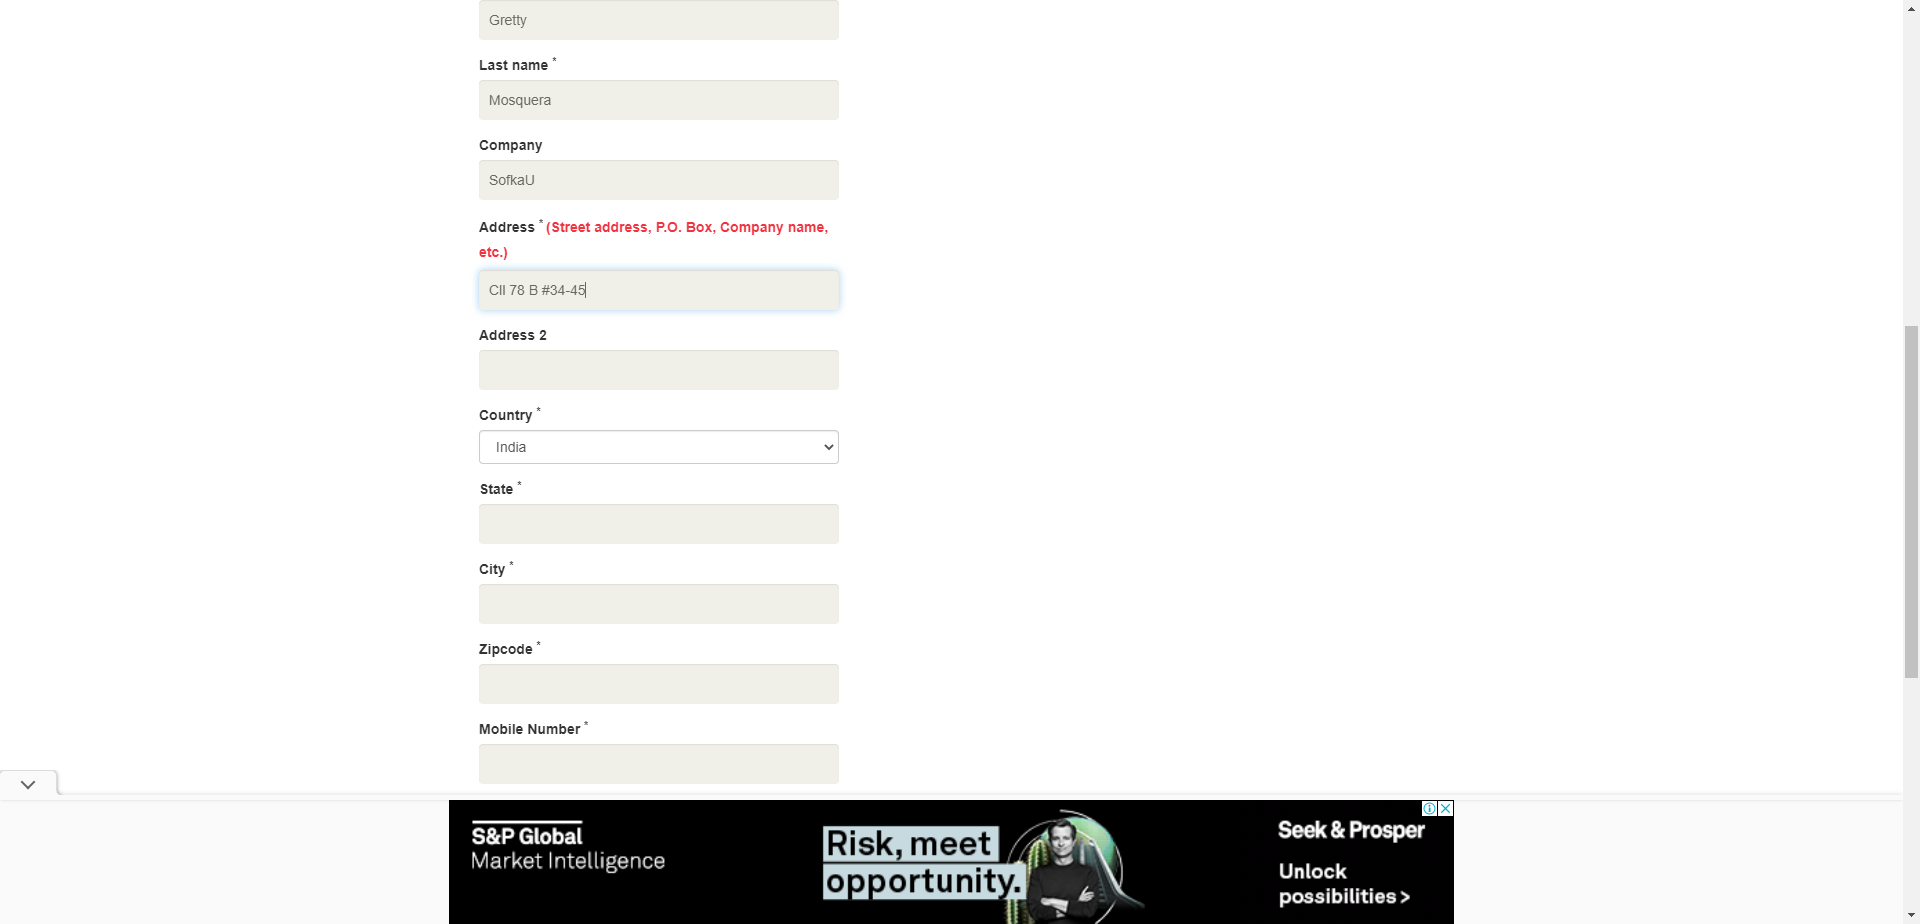 Gretty
Last name *
Mosquera
Company
SofkaU
Address * (Street address, P.O. Box, Company name,
etc.)
Cll 78 B #34-45
Address 2
Country *
India
State *
City *
Zipcode *
Mobile Number *
S&P Global
Market Intelligence
Risk, meet
opportunity.
Seek & Prosper
Unlock
possibilities >